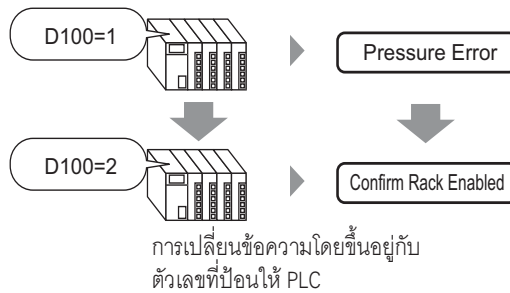 D100=1
Pressure Error
D100=2
Confirm Rack Enabled
การเปลี่ยนข้อความโดยขึ้นอยู่กับ
ตัวเลขที่ป้อนให้ PLC